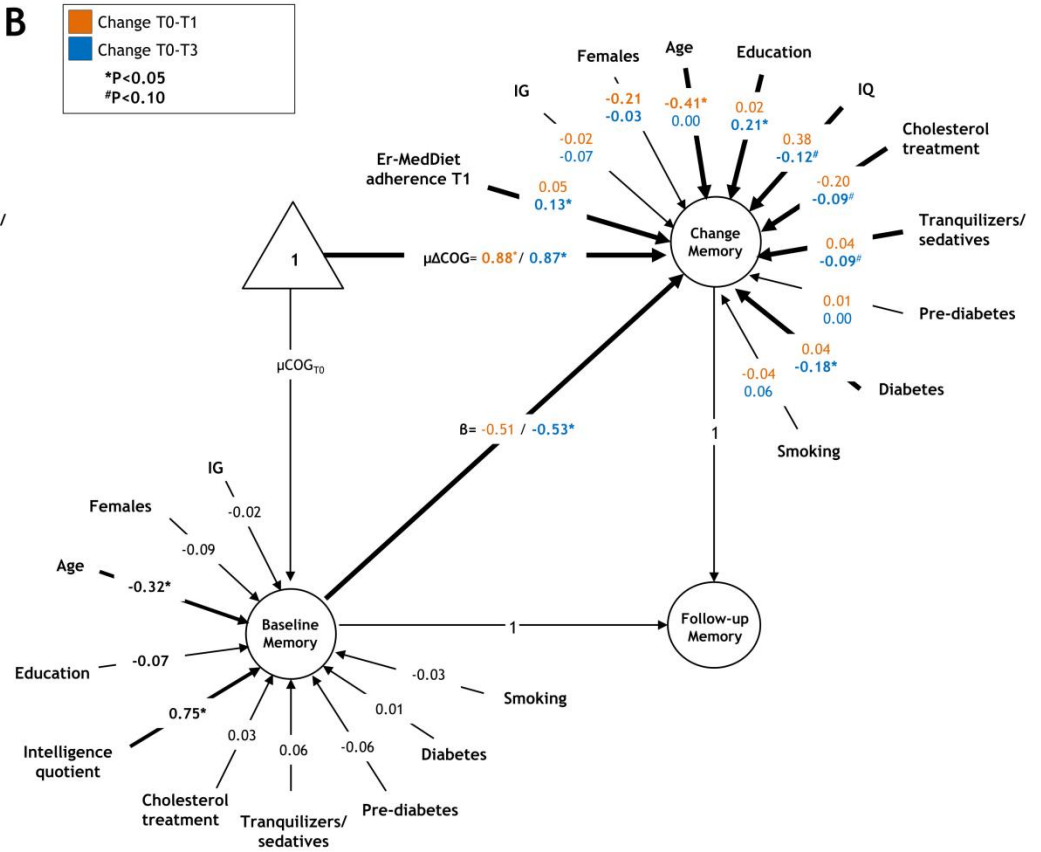 B
Change T0-T1
Change T0-T3
*P<0.05
#P<0.10
/
Females
Age
Education
IG
IQ
Er-MedDiet
adherence T1
Cholesterol
treatment
Tranquilizers/
sedatives
Pre-diabetes
Diabetes
Smoking
-0.21
-0.03
-0.41*
0.00
0.02
0.21*
-0.02
-0.07
0.38
-0.12#
-0.20
-0.09#
0.05
0.13*
0.04
-0.09#
0.01
0.00
0.04
-0.18*
-0.04
0.06
Change
Memory
1
µΔCOG= 0.88*/ 0.87*
µCOGT0
ß= -0.51 / -0.53*
1
IG
-0.02
Females
-0.09
Age
-0.32*
Education
-0.07
Intelligence
quotient
0.75*
Cholesterol
treatment
0.03
Tranquilizers/
sedatives
0.06
Pre-diabetes
-0.06
Diabetes
0.01
Smoking
-0.03
Baseline
Memory
1
Follow-up
Memory